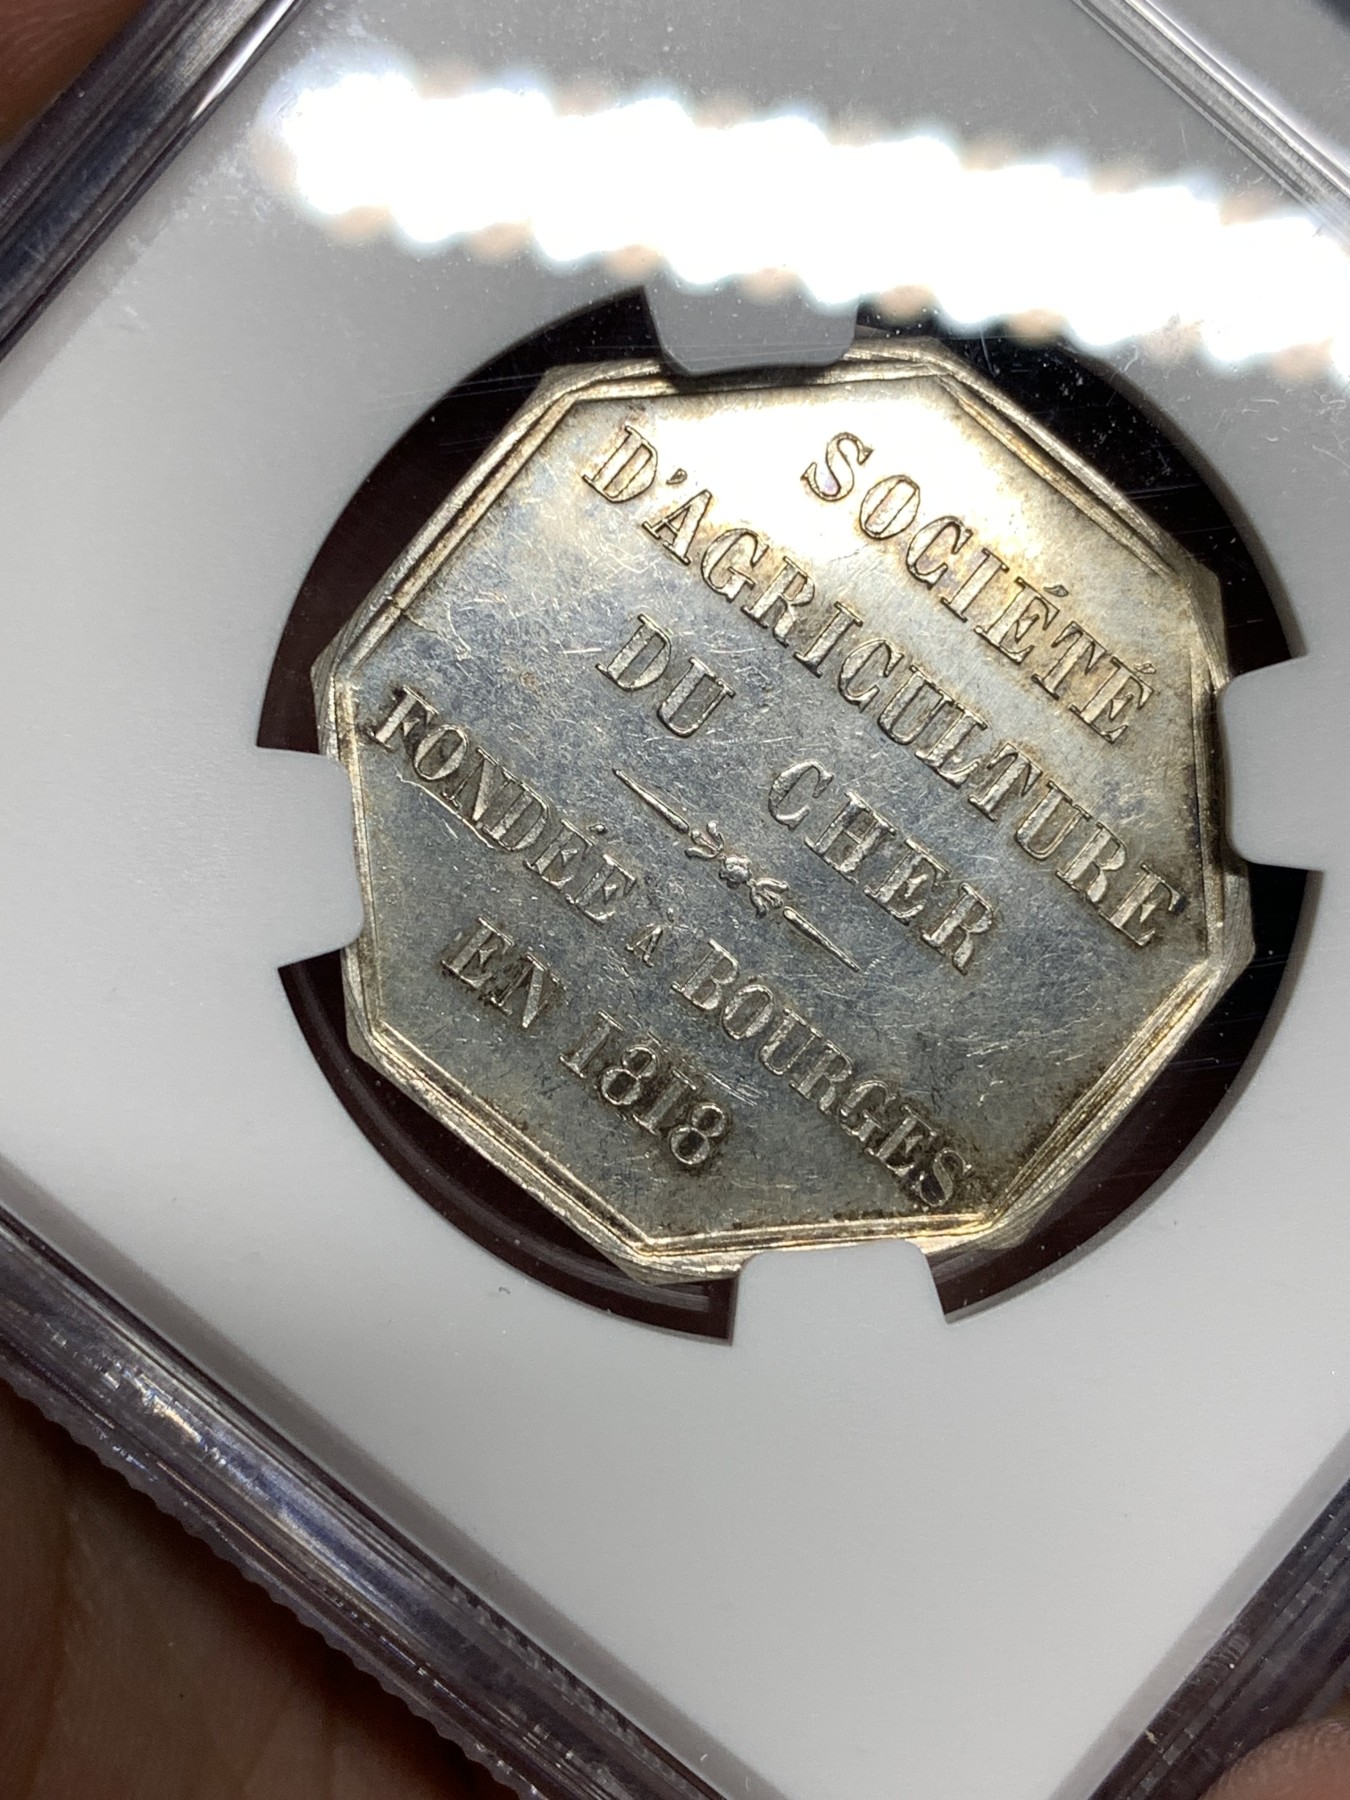 SOCIÉTÉ
D'AGRICULTURE
DU CHER
FONDÉE À BOURGES
EN 1818